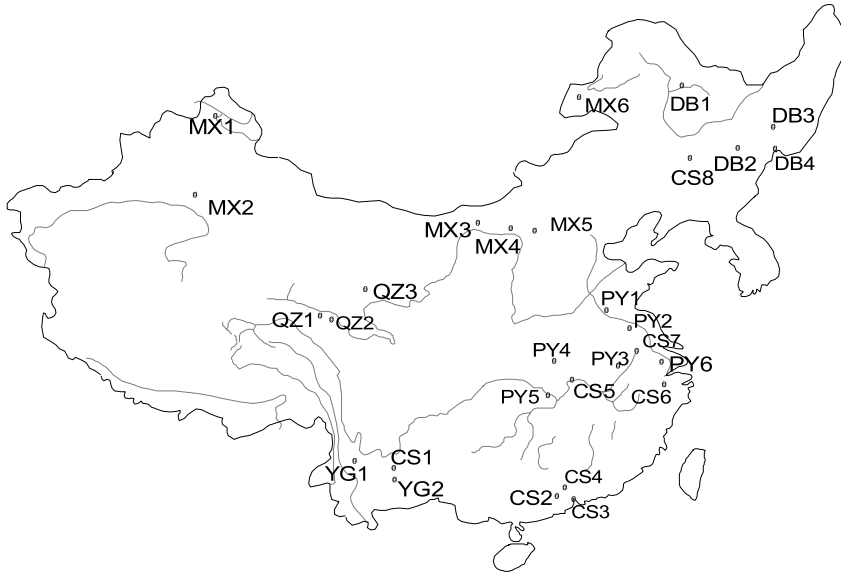 MX6
DB1
DB3
MX1
DB2
DB4
CS8
MX2
MX3
MX5
MX4
QZ3
PY1
QZ1
QZ2
PY2
CS7
PY4
PY3
PY6
CS5
CS6
PY5
CS1
YG1
YG2
CS4
CS2
CS3